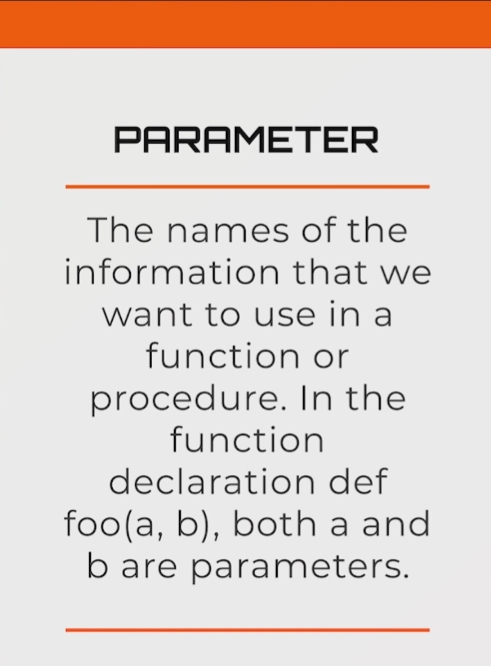 PARAMETER
The names of the
information that we
want to use in a
function or
procedure. In the
function
declaration def
foo(a, b), both a and
b are parameters.